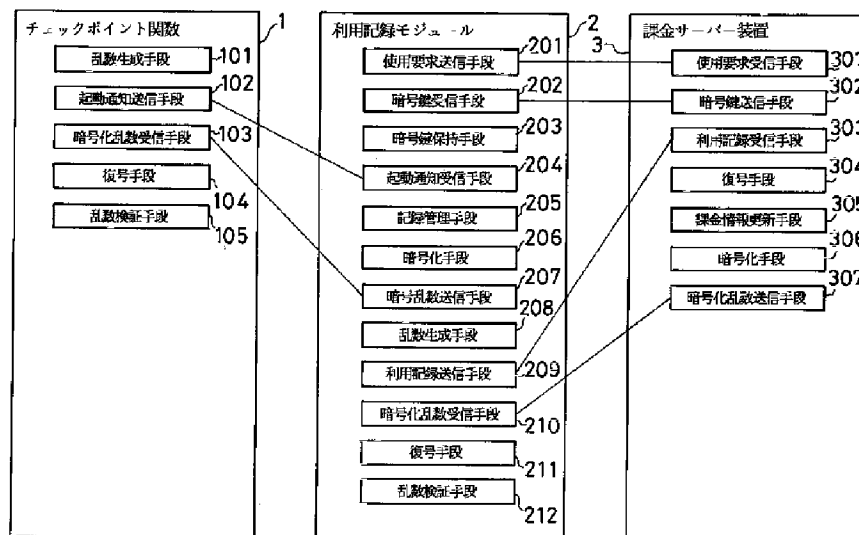 チェックポイント関数
1
乱数生成手段
101
起動通知送信手段
102
暗号化乱数受信手段
103
復号手段
104
乱数検証手段
105
利用記録モジュール
2
使用要求送信手段
201
暗号鍵受信手段
202
暗号鍵保持手段
203
起動通知受信手段
204
記録管理手段
205
暗号化手段
206
暗号乱数送信手段
207
乱数生成手段
208
利用記録送信手段
209
暗号化乱数受信手段
210
復号手段
211
乱数検証手段
212
課金サーバー装置
3
使用要求受信手段
301
暗号鍵送信手段
302
利用記録受信手段
303
復号手段
304
課金情報更新手段
305
暗号化手段
306
暗号化乱数送信手段
307